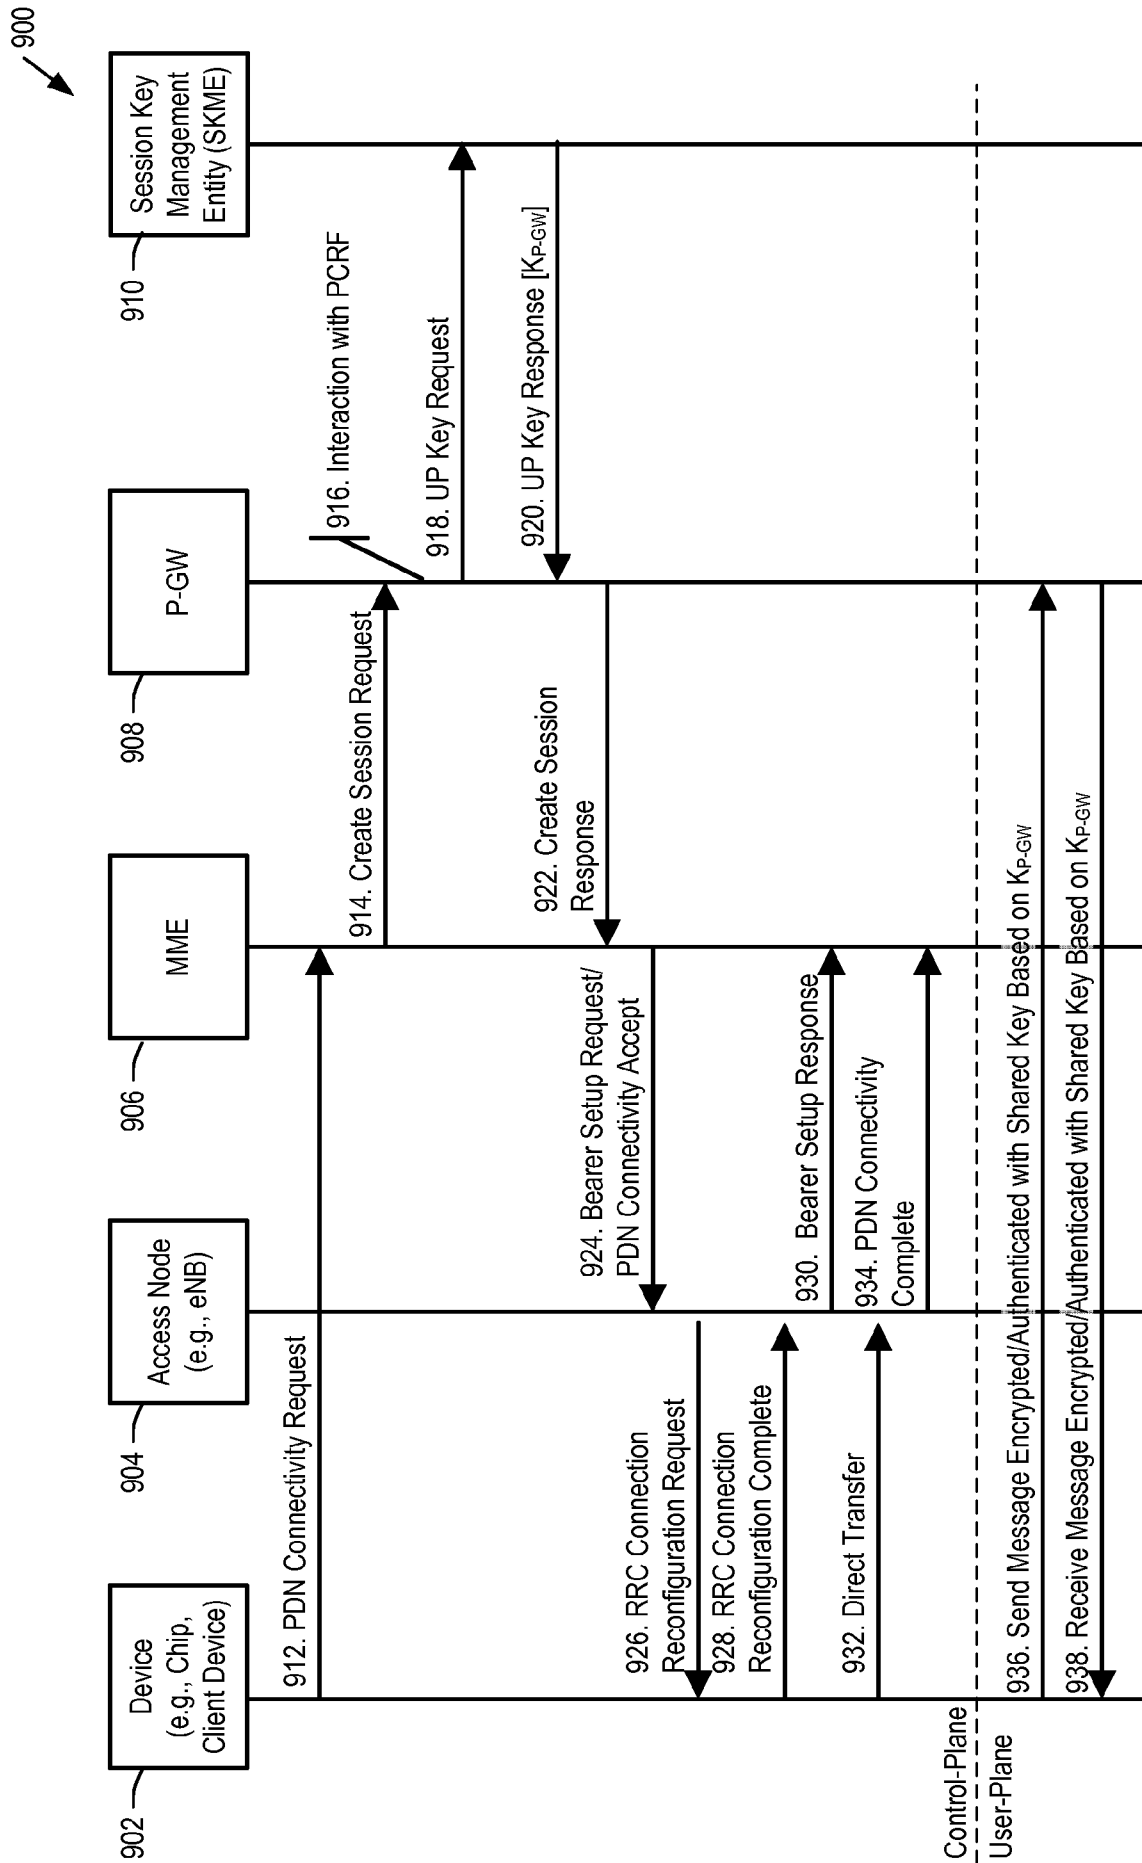 900
Device
(e.g., Chip,
Client Device)
902
Access Node
(e.g., eNB)
904
MME
906
P-GW
908
Session Key
Management
Entity (SKME)
910
912. PDN Connectivity Request
914. Create Session Request
916. Interaction with PCRF
918. UP Key Request
920. UP Key Response [KP-GW]
922. Create Session
Response
924. Bearer Setup Request/
PDN Connectivity Accept
926. RRC Connection
Reconfiguration Request
928. RRC Connection
Reconfiguration Complete
930. Bearer Setup Response
932. Direct Transfer
934. PDN Connectivity
Complete
Control-Plane
User-Plane
936. Send Message Encrypted/Authenticated with Shared Key Based on KP-GW
938. Receive Message Encrypted/Authenticated with Shared Key Based on KP-GW